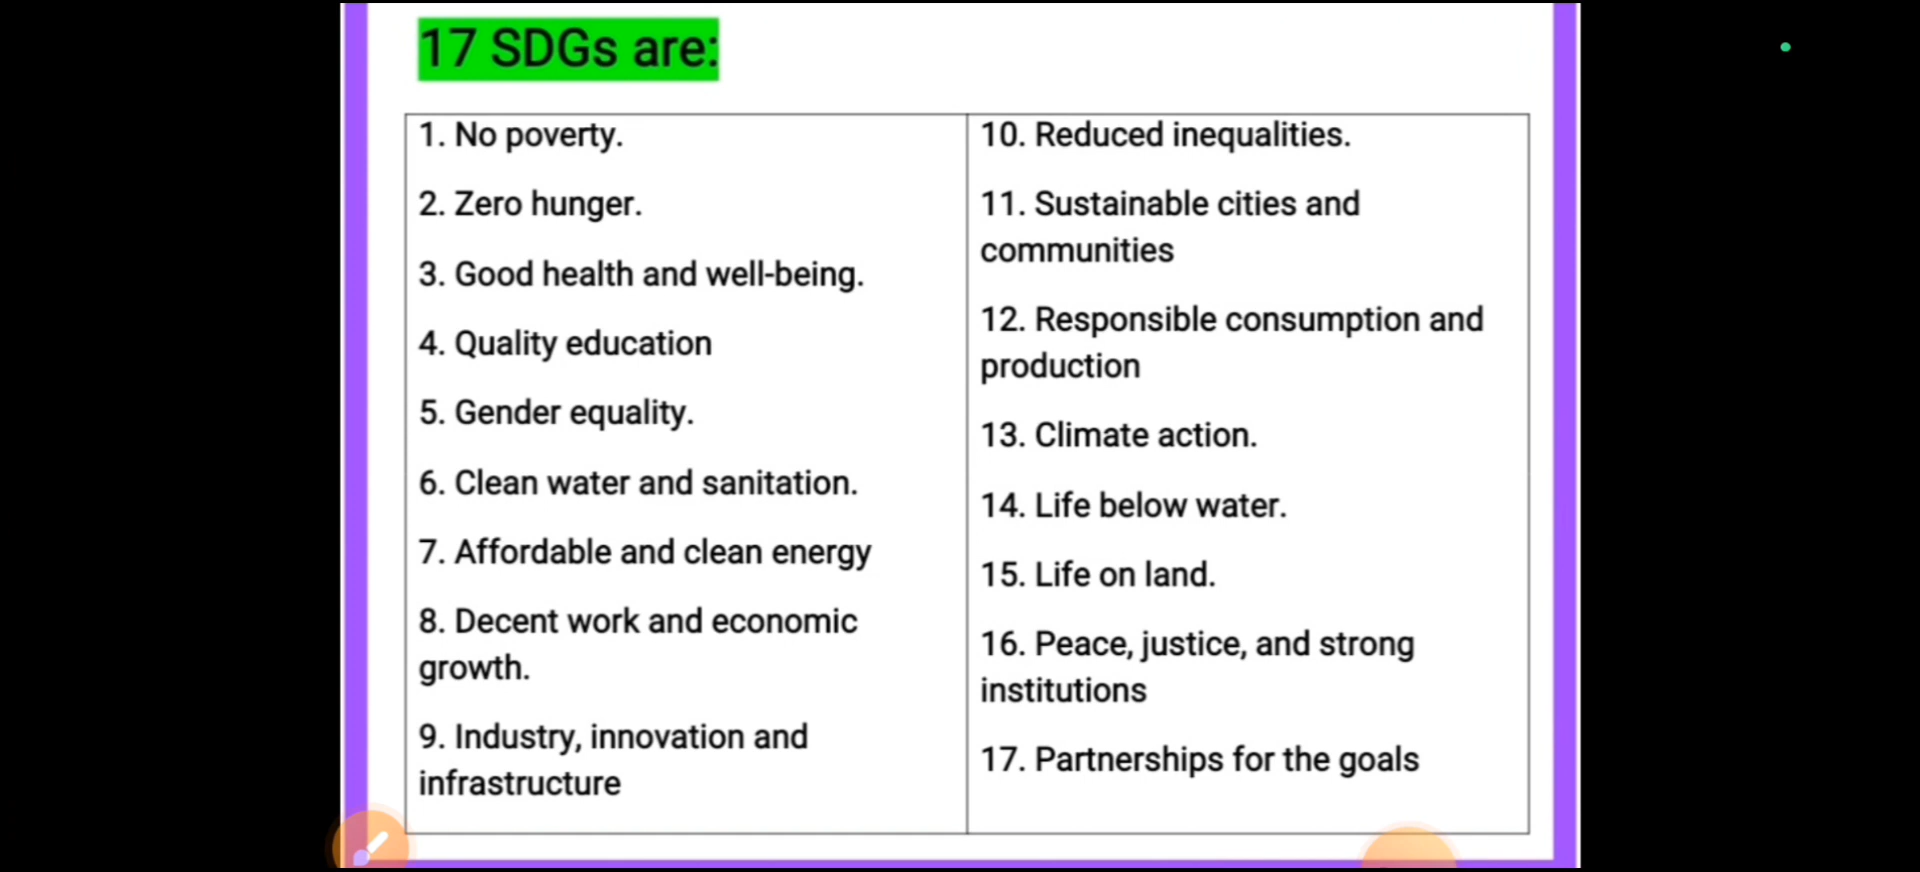 17 SDGs are:
1. No poverty.
2. Zero hunger.
3. Good health and well-being.
4. Quality education
5. Gender equality.
6. Clean water and sanitation.
7. Affordable and clean energy
8. Decent work and economic
growth.
9. Industry, innovation and
infrastructure
10. Reduced inequalities.
11. Sustainable cities and
communities
12. Responsible consumption and
production
13. Climate action.
14. Life below water.
15. Life on land.
16. Peace, justice, and strong
institutions
17. Partnerships for the goals